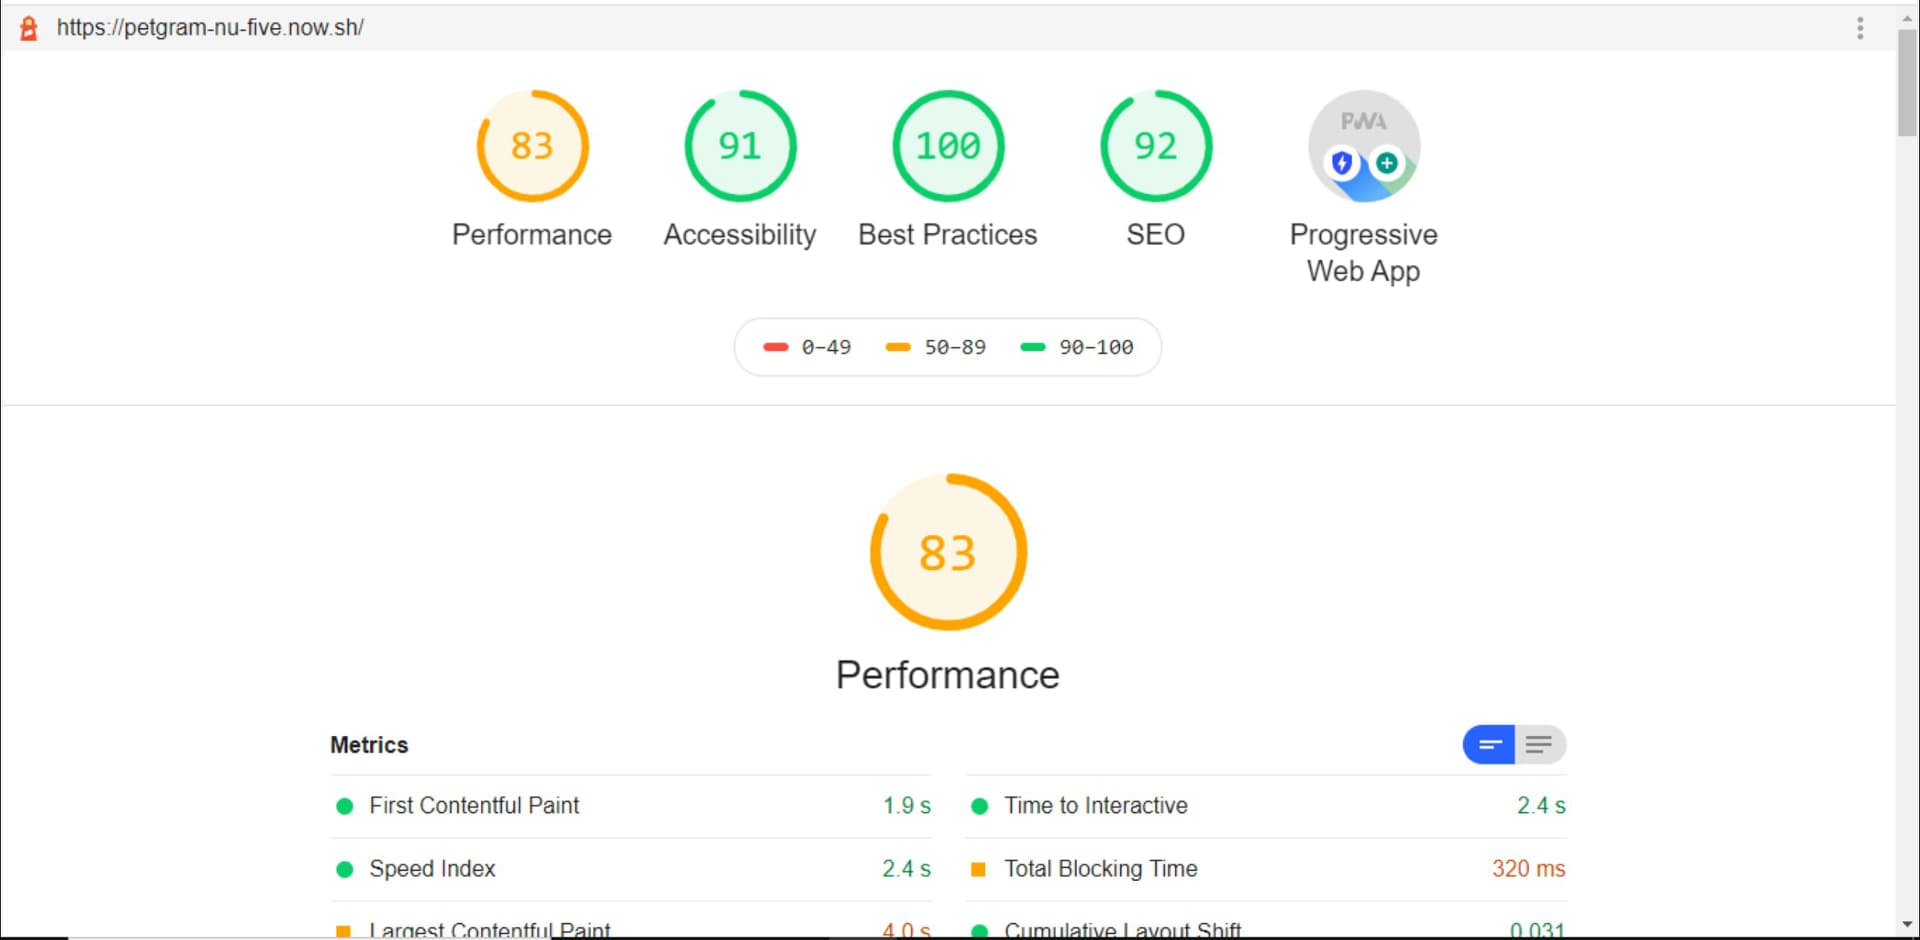 https://petgram-nu-five.now.sh/
83
91
100
92
PWA
Performance
Accessibility
Best Practices
SEO
Progressive
Web App
0–49
50–89
90–100
83
Performance
Metrics
First Contentful Paint 1.9 s
Time to Interactive 2.4 s
Speed Index 2.4 s
Total Blocking Time 320 ms
Largest Contentful Paint 4.0 s
Cumulative Layout Shift 0.031